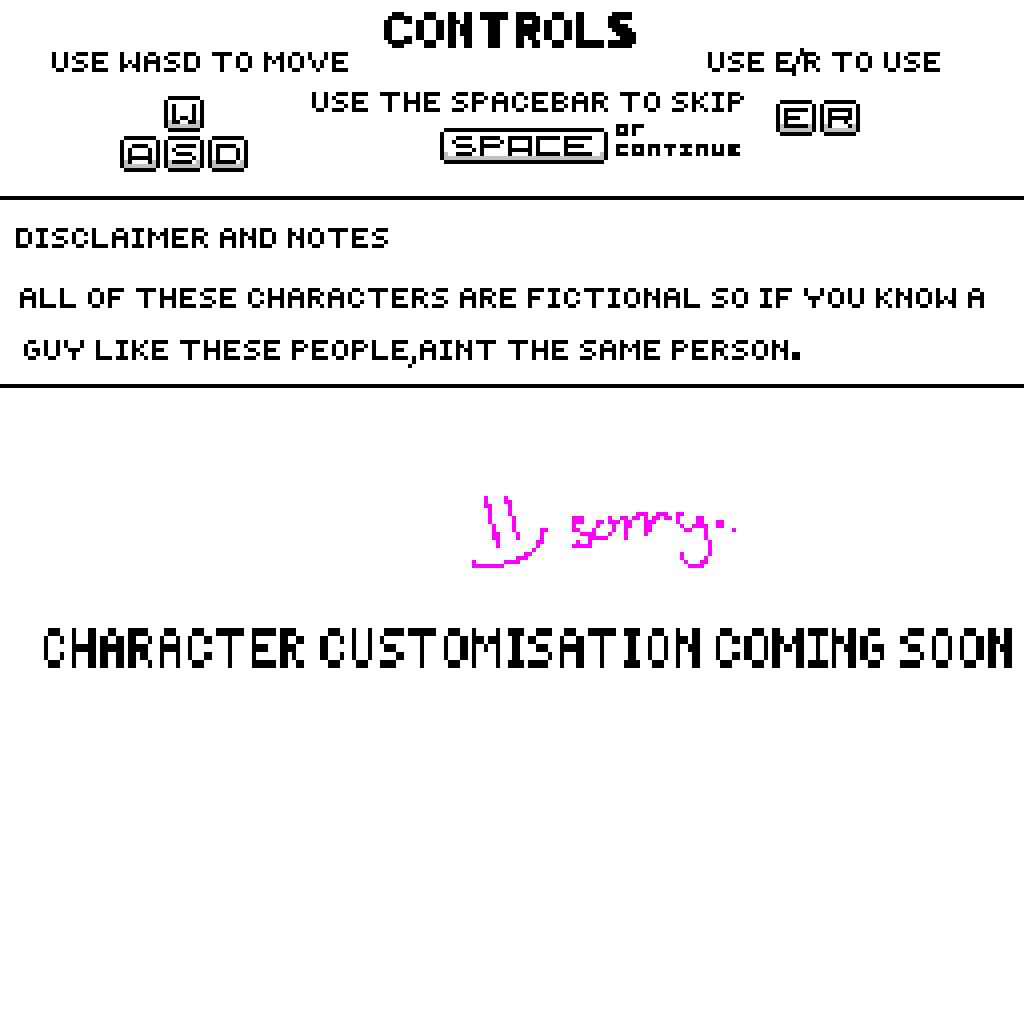 CONTROLS
USE WASD TO MOVE
USE E/R TO USE
USE THE SPACEBAR TO SKIP
W
A S D
SPACE
or
continue
E R
DISCLAIMER AND NOTES
ALL OF THESE CHARACTERS ARE FICTIONAL SO IF YOU KNOW A
GUY LIKE THESE PEOPLE,AINT THE SAME PERSON.
sorry..
CHARACTER CUSTOMISATION COMING SOON